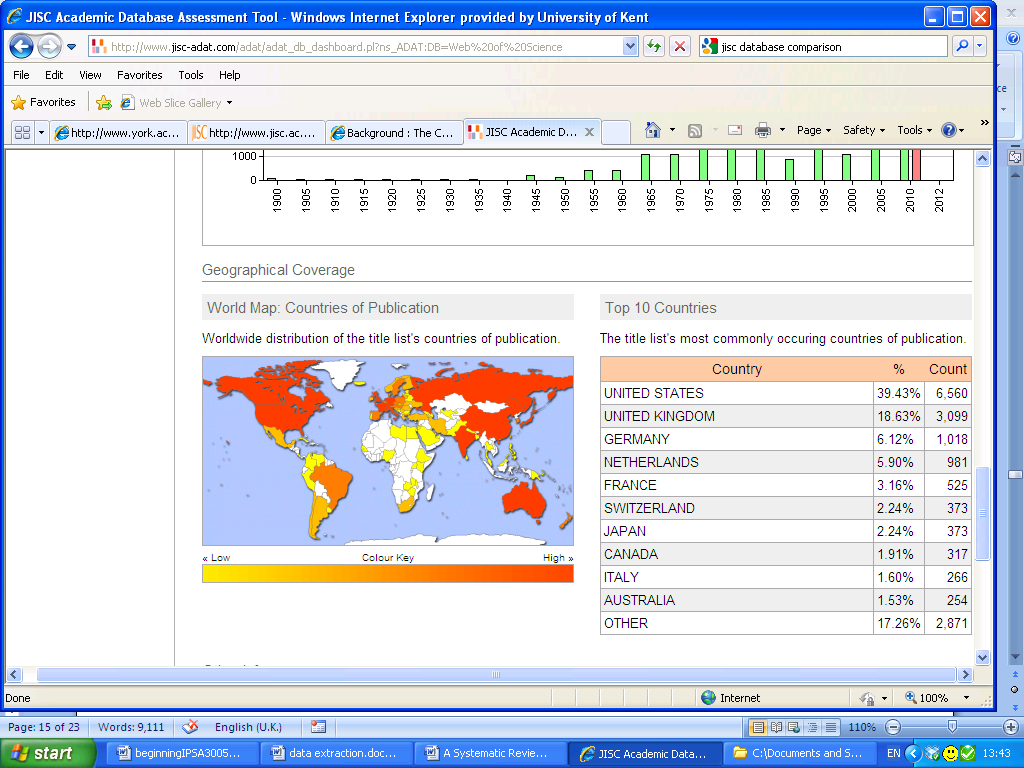 JISC Academic Database Assessment Tool - Windows Internet Explorer provided by University of Kent
http://www.jisc-adat.com/adat/adat_db_dashboard.pl?ns_ADAT:DB=Web%20of%20Science
jisc database comparison
File Edit View Favorites Tools Help
Favorites Web Slice Gallery
http://www.york.ac.... http://www.jisc.ac.... Background : The C... JISC Academic D... Page Safety Tools »
1000
0
1900 1905 1910 1915 1920 1925 1930 1935 1940 1945 1950 1955 1960 1965 1970 1975 1980 1985 1990 1995 2000 2005 2010 2012
Geographical Coverage
World Map: Countries of Publication
Worldwide distribution of the title list's countries of publication.
« Low Colour Key High »
Top 10 Countries
The title list's most commonly occuring countries of publication.
Country % Count
UNITED STATES 39.43% 6,560
UNITED KINGDOM 18.63% 3,099
GERMANY 6.12% 1,018
NETHERLANDS 5.90% 981
FRANCE 3.16% 525
SWITZERLAND 2.24% 373
JAPAN 2.24% 373
CANADA 1.91% 317
ITALY 1.60% 266
AUSTRALIA 1.53% 254
OTHER 17.26% 2,871
Done Internet 100%
Page: 15 of 23 Words: 9,111 English (U.K.) 110%
start beginningIPSA3005... data extraction.doc... A Systematic Revie... JISC Academic Data... C:\Documents and S... EN 13:43